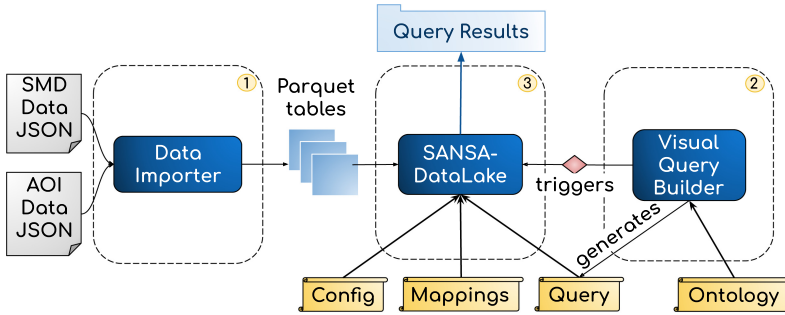 Query Results
SMD
Data
JSON
AOI
Data
JSON
1
Data
Importer
Parquet
tables
3
SANSA-
DataLake
triggers
2
Visual
Query
Builder
generates
Config
Mappings
Query
Ontology